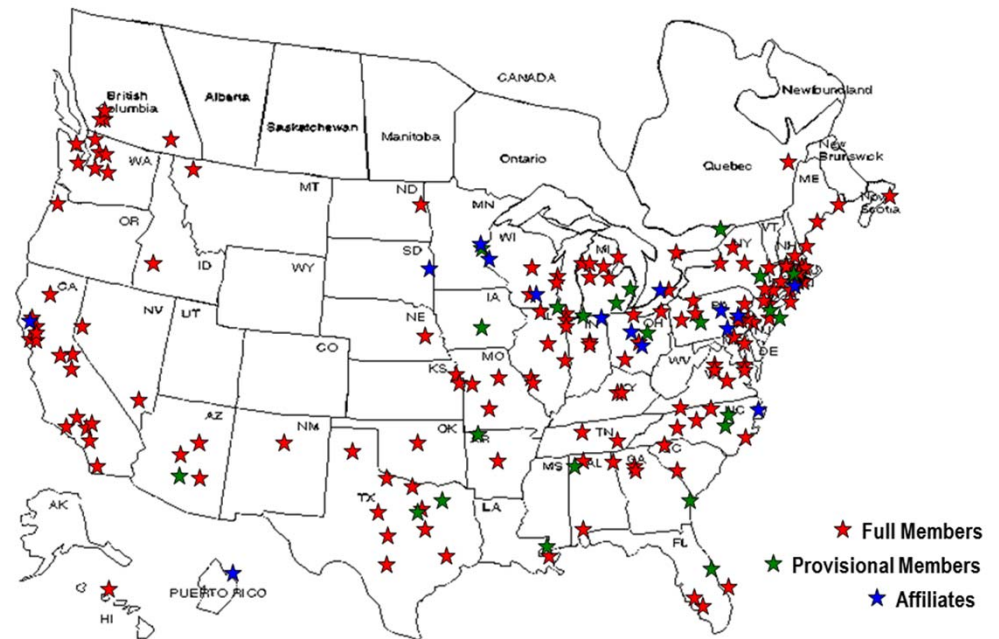 CANADA
British
Columbia
Alberta
Saskatchewan
Manitoba
Ontario
Quebec
Newfoundland
New
Brunswick
Nova
Scotia
WA
MT
ND
MN
ME
OR
ID
SD
WI
MI
NY
VT
NH
WY
IA
CA
NV
UT
NE
IL
IN
OH
PA
NJ
DE
CO
KS
MO
WV
KY
AZ
NM
OK
AR
TN
NC
SC
MS
AL
GA
TX
LA
FL
AK
PUERTO RICO
HI
Full Members
Provisional Members
Affiliates